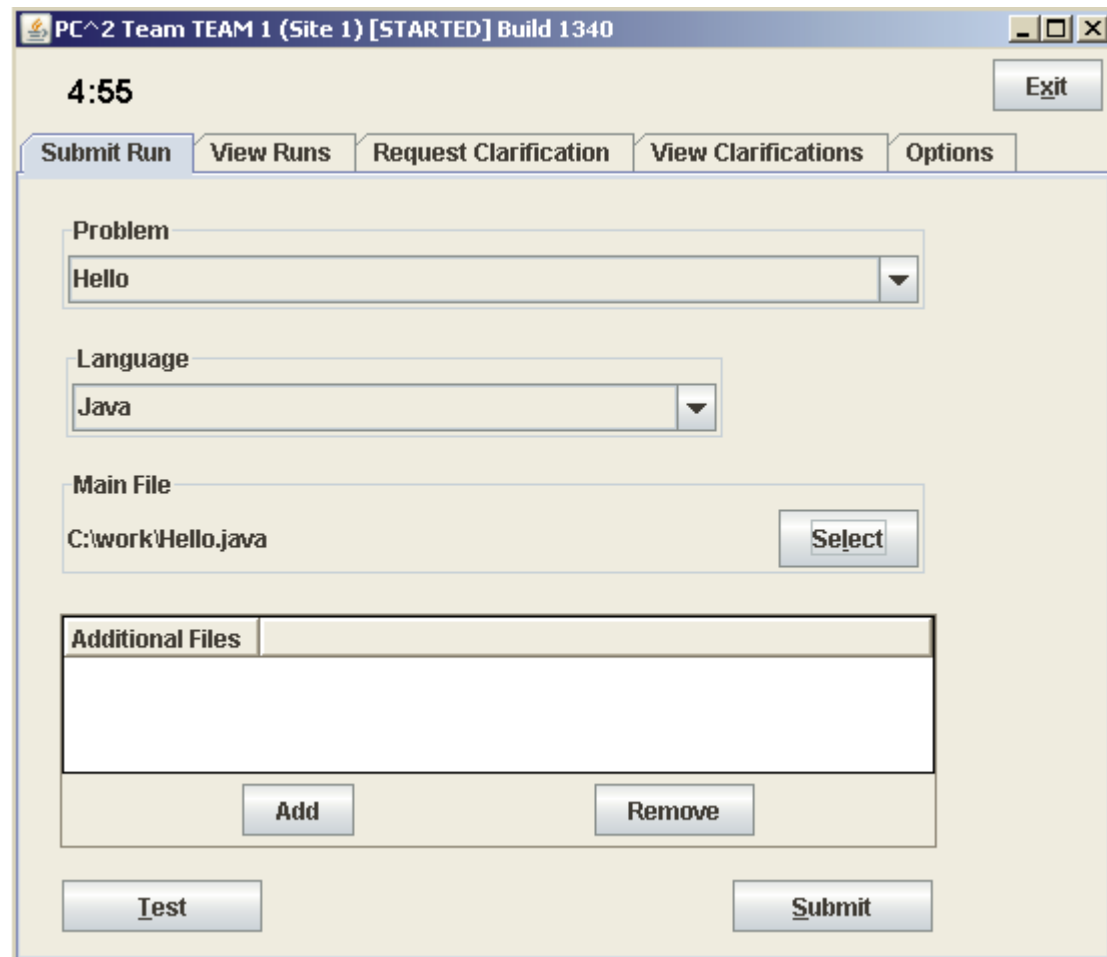 PC^2 Team TEAM 1 (Site 1) [STARTED] Build 1340
4:55
Exit
Submit Run View Runs Request Clarification View Clarifications Options
Problem
Hello
Language
Java
Main File
C:\work\Hello.java Select
Additional Files
Add Remove
Test Submit